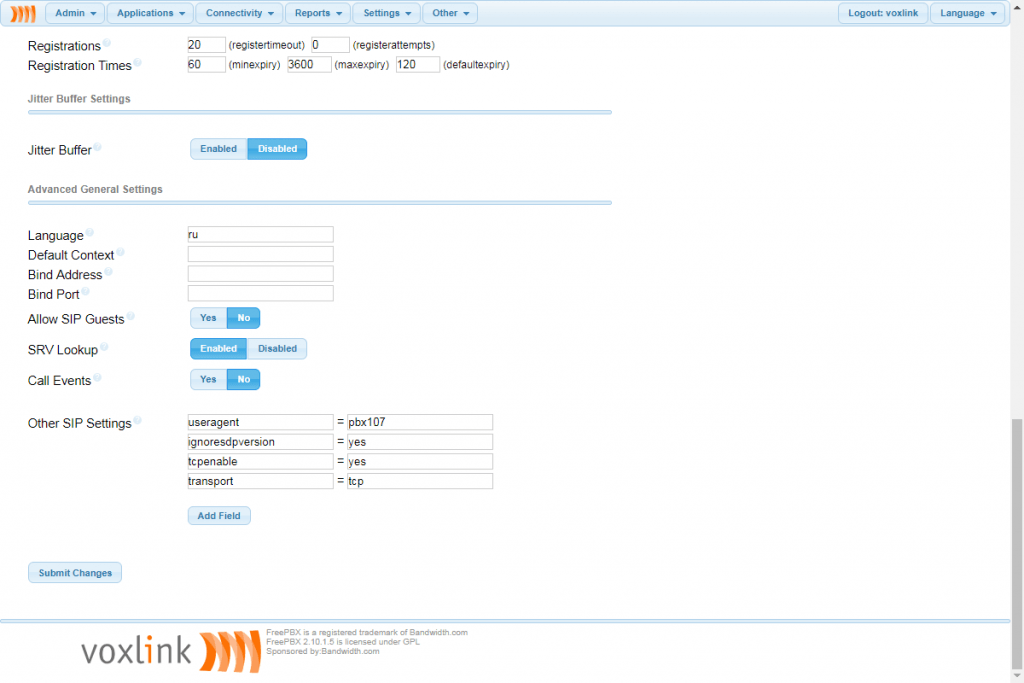 Admin Applications Connectivity Reports Settings Other Logout: voxlink Language
Registrations 20 (registertimeout) 0 (registerattempts)
Registration Times 60 (minexpiry) 3600 (maxexpiry) 120 (defaultexpiry)
Jitter Buffer Settings
Jitter Buffer Enabled Disabled
Advanced General Settings
Language ru
Default Context
Bind Address
Bind Port
Allow SIP Guests Yes No
SRV Lookup Enabled Disabled
Call Events Yes No
Other SIP Settings useragent = pbx107
ignoresdpversion = yes
tcpenable = yes
transport = tcp
Add Field
Submit Changes
voxlink
FreePBX is a registered trademark of Bandwidth.com
FreePBX 2.10.1.5 is licensed under GPL
Sponsored by:Bandwidth.com